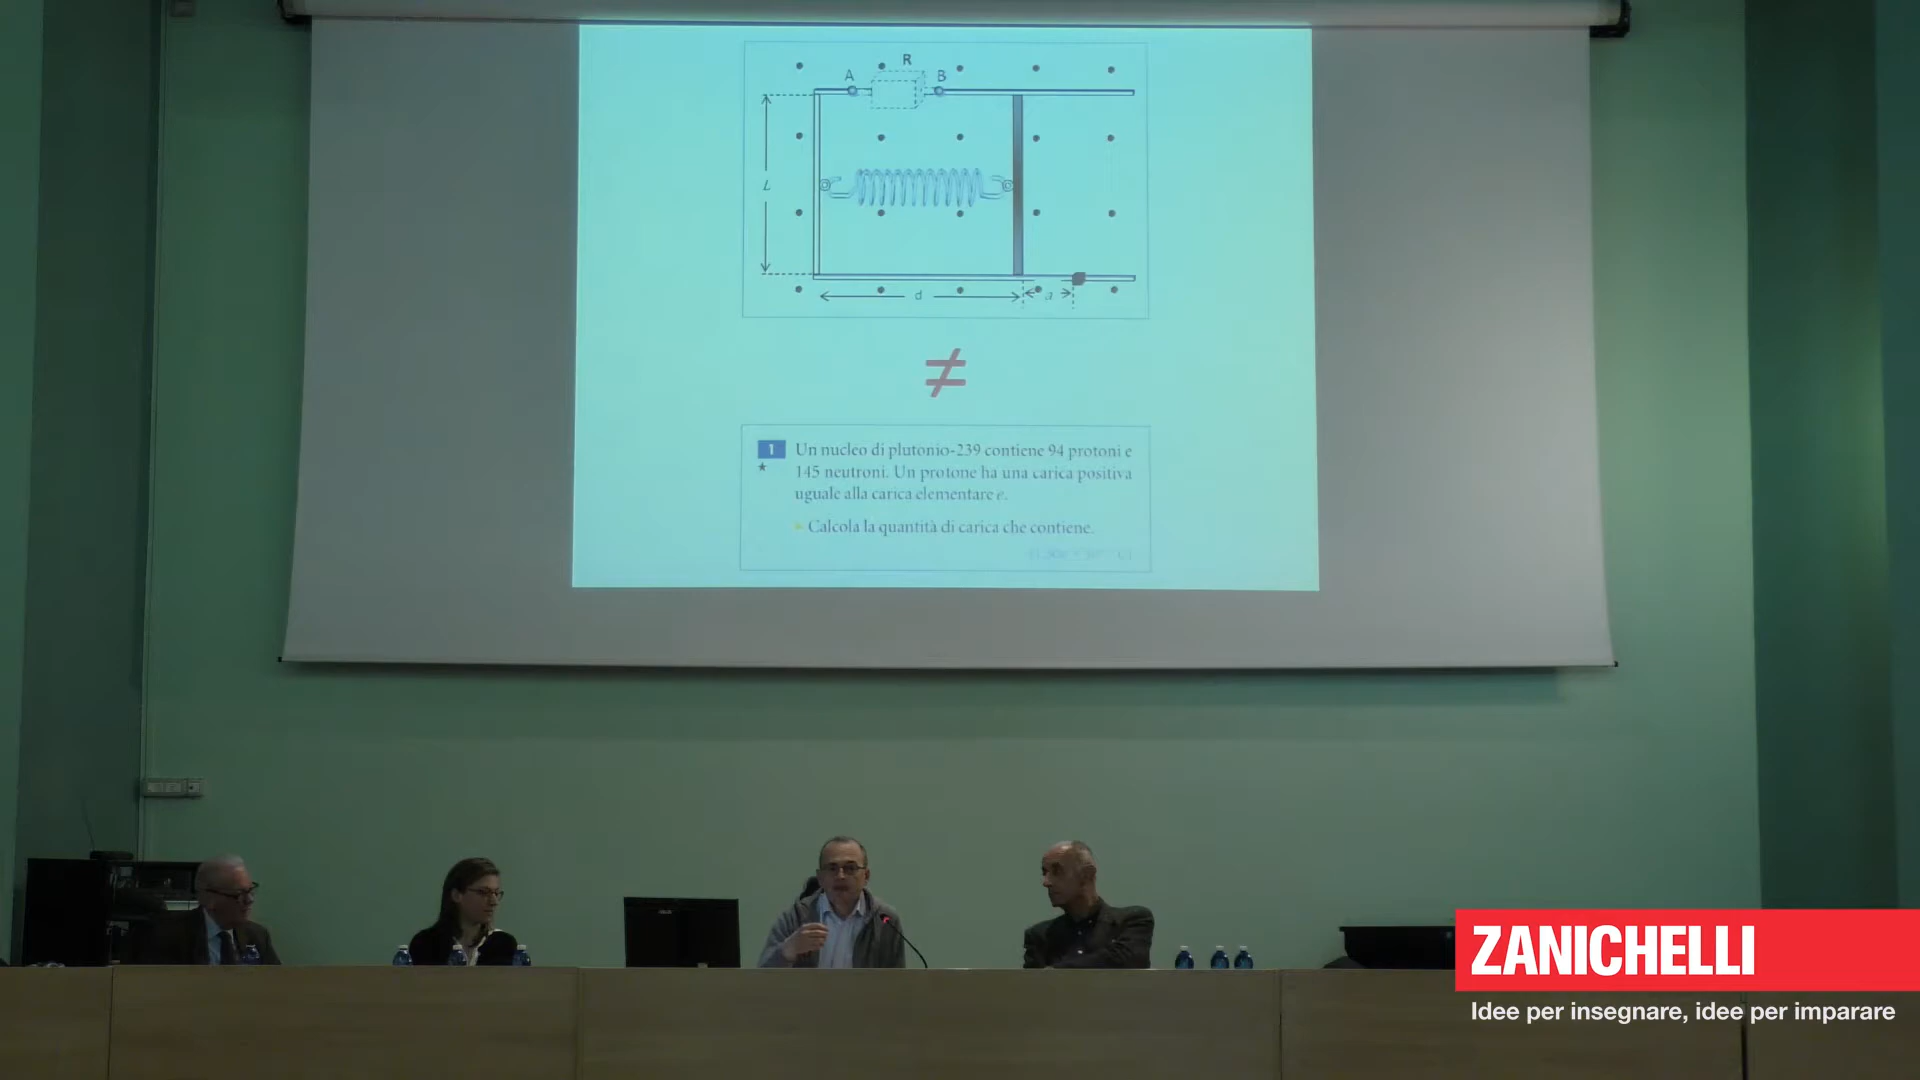 R
A
B
L
d
a
≠
1
Un nucleo di plutonio-239 contiene 94 protoni e
★
145 neutroni. Un protone ha una carica positiva
uguale alla carica elementare e.
Calcola la quantità di carica che contiene.
ZANICHELLI
Idee per insegnare, idee per imparare